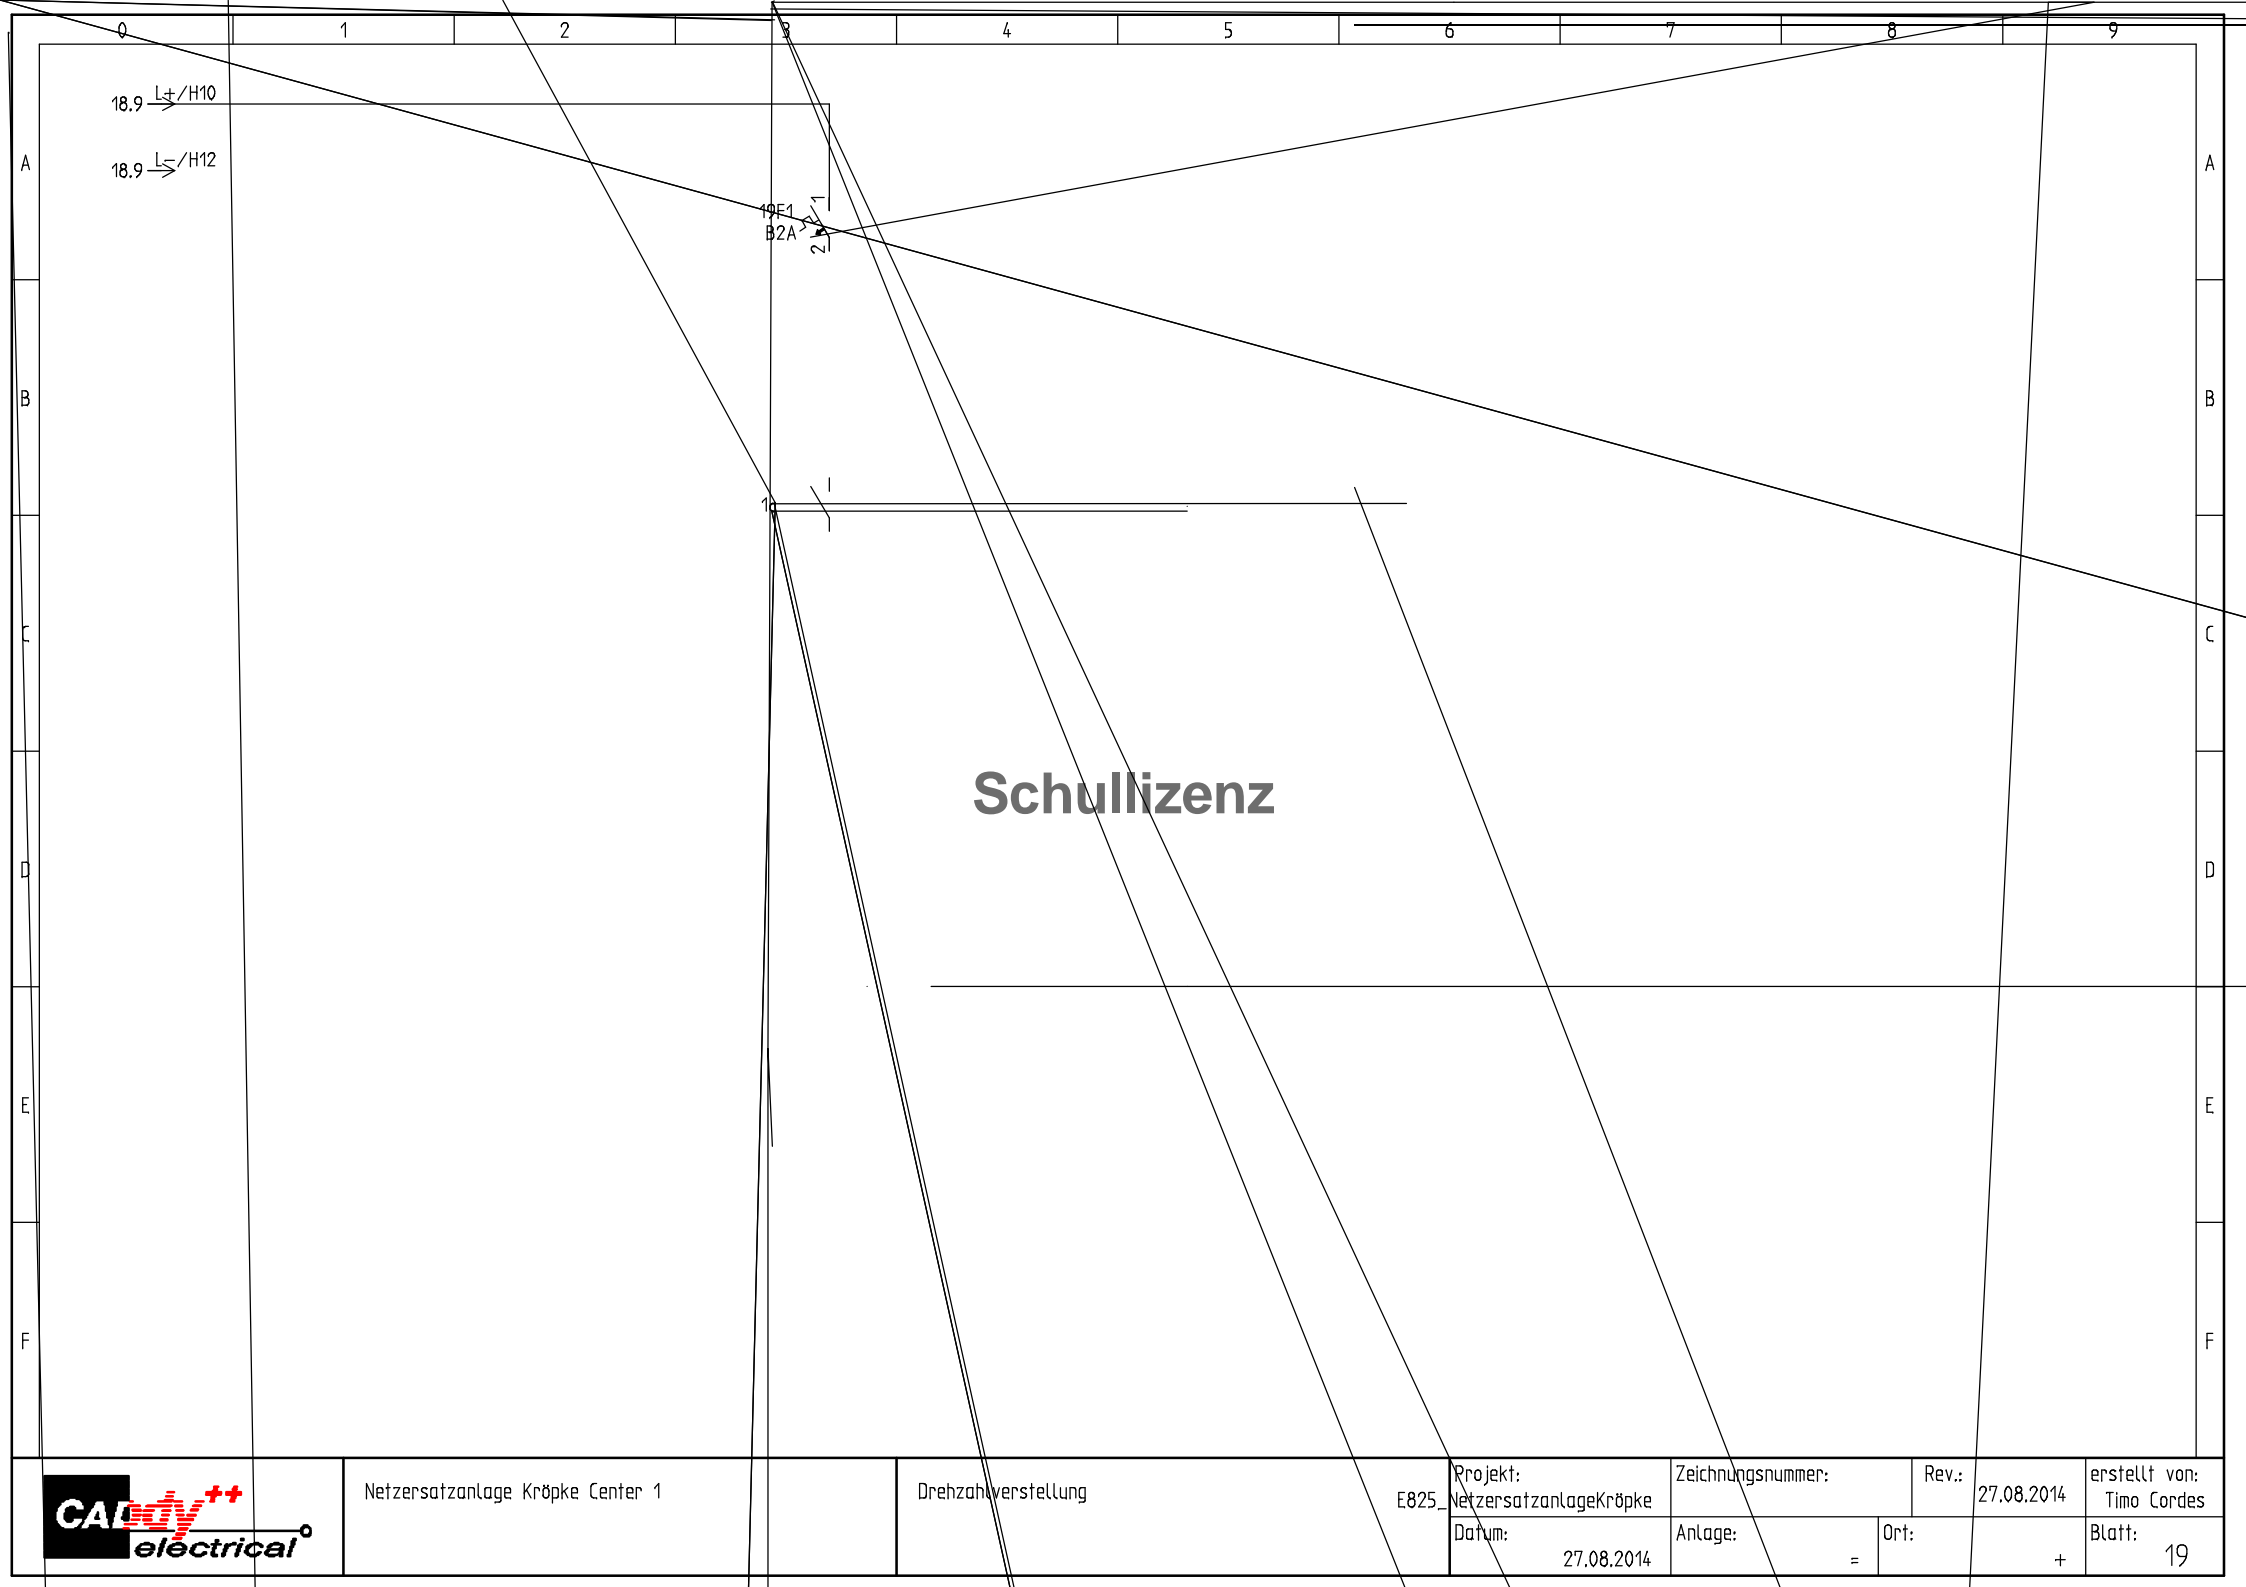 0 1 2 3 4 5 6 7 8 9
18.9 L+/H10
A A
18.9 L-/H12
19F1 1
B2A 2
B B
1
C C
Schullizenz
D D
E E
F F
CADdy++
electrical
Netzersatzanlage Kröpke Center 1
Drehzahlverstellung
Projekt:
E825_NetzersatzanlageKröpke
Zeichnungsnummer:
Rev.:
27.08.2014
erstellt von:
Timo Cordes
Datum:
27.08.2014
Anlage:
=
Ort:
+
Blatt:
19